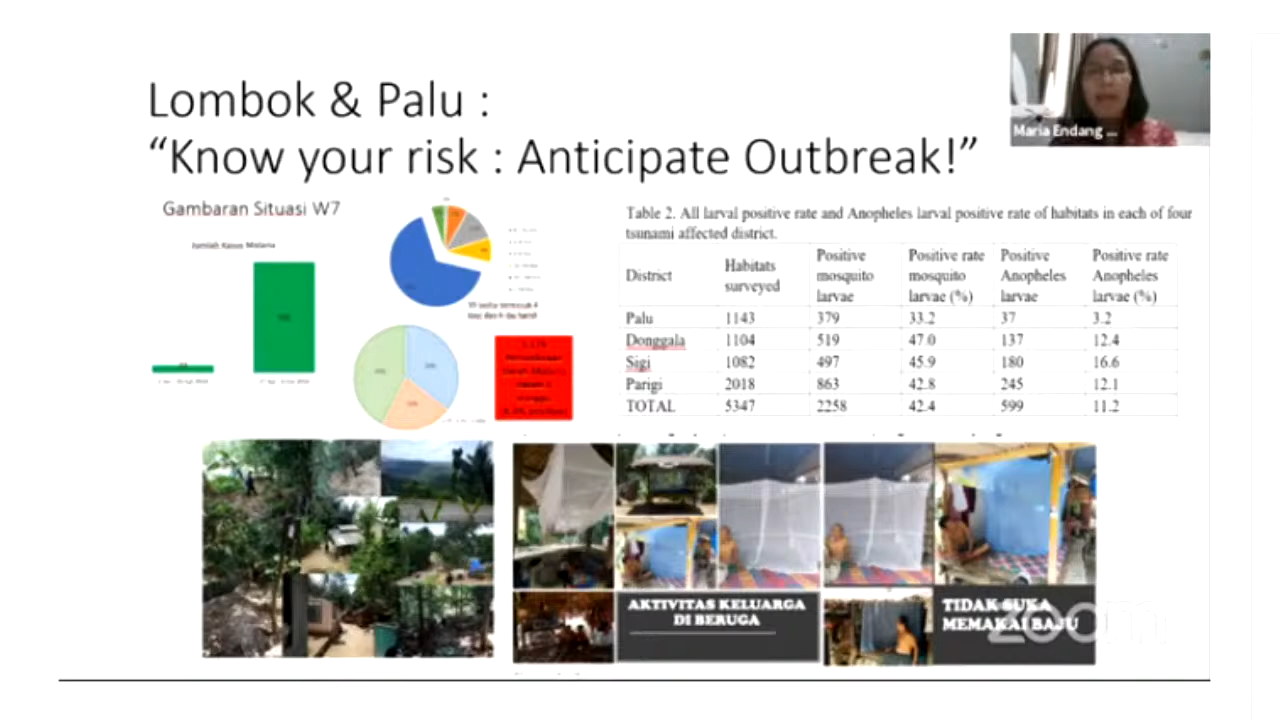 Lombok & Palu :
“Know your risk : Anticipate Outbreak!”
Maria Endang ...
Gambaran Situasi W7
Jumlah Kasus Malaria
Table 2. All larval positive rate and Anopheles larval positive rate of habitats in each of four
tsunami affected district.
District Habitats surveyed Positive mosquito larvae Positive rate mosquito larvae (%) Positive Anopheles larvae Positive rate Anopheles larvae (%)
Palu 1143 379 33.2 37 3.2
Donggala 1104 519 47.0 137 12.4
Sigi 1082 497 45.9 180 16.6
Parigi 2018 863 42.8 245 12.1
TOTAL 5347 2258 42.4 599 11.2
AKTIVITAS KELUARGA
DI BERUGA
TIDAK SUKA
MEMAKAI BAJU
zoom